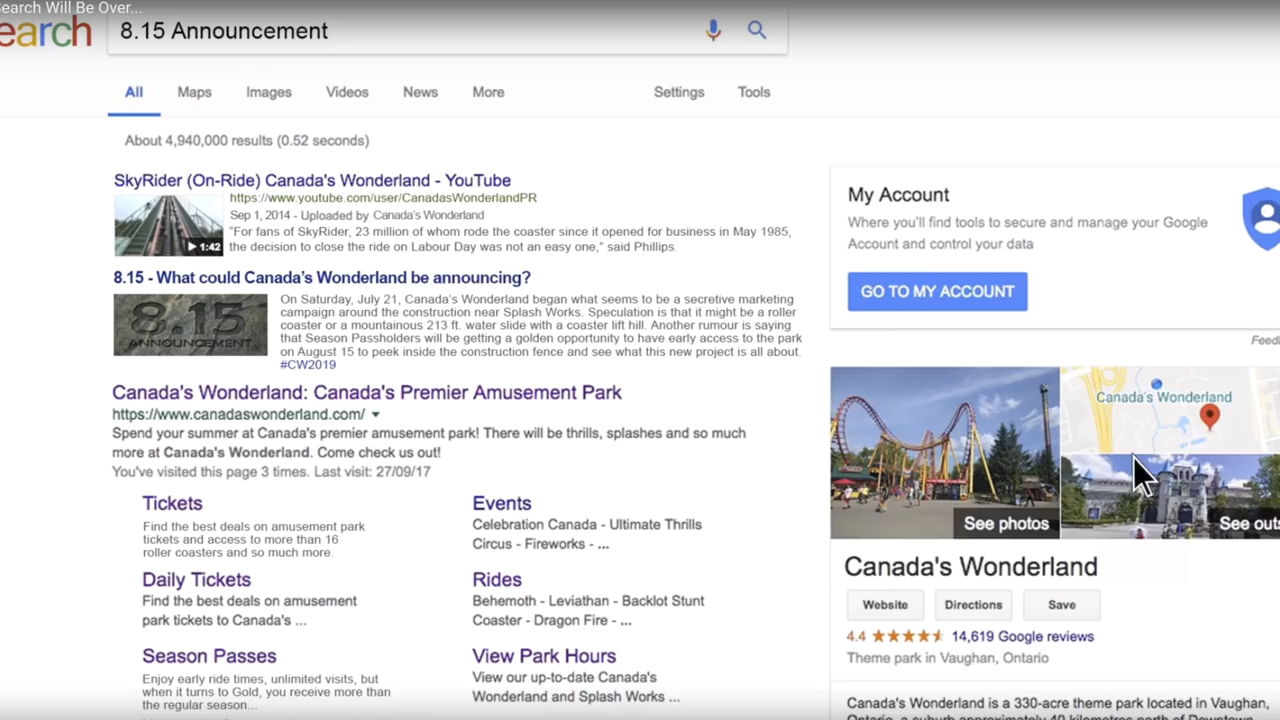 Search Will Be Over...
earch
8.15 Announcement
All Maps Images Videos News More Settings Tools
About 4,940,000 results (0.52 seconds)
SkyRider (On-Ride) Canada's Wonderland - YouTube
1:42
https://www.youtube.com/user/CanadasWonderlandPR
Sep 1, 2014 - Uploaded by Canada's Wonderland
"For fans of SkyRider, 23 million of whom rode the coaster since it opened for business in May 1985,
the decision to close the ride on Labour Day was not an easy one," said Phillips.
8.15 - What could Canada's Wonderland be announcing?
8.15
ANNOUNCEMENT
On Saturday, July 21, Canada's Wonderland began what seems to be a secretive marketing
campaign around the construction near Splash Works. Speculation is that it might be a roller
coaster or a mountainous 213 ft. water slide with a coaster lift hill. Another rumour is saying
that Season Passholders will be getting a golden opportunity to have early access to the park
on August 15 to peek inside the construction fence and see what this new project is all about.
#CW2019
Canada's Wonderland: Canada's Premier Amusement Park
https://www.canadaswonderland.com/
Spend your summer at Canada's premier amusement park! There will be thrills, splashes and so much
more at Canada's Wonderland. Come check us out!
You've visited this page 3 times. Last visit: 27/09/17
Tickets
Find the best deals on amusement park
tickets and access to more than 16
roller coasters and so much more.
Events
Celebration Canada - Ultimate Thrills
Circus - Fireworks - ...
Daily Tickets
Find the best deals on amusement
park tickets to Canada's ...
Rides
Behemoth - Leviathan - Backlot Stunt
Coaster - Dragon Fire - ...
Season Passes
Enjoy early ride times, unlimited visits, but
when it turns to Gold, you receive more than
the regular season...
View Park Hours
View our up-to-date Canada's
Wonderland and Splash Works ...
My Account
Where you'll find tools to secure and manage your Google
Account and control your data
GO TO MY ACCOUNT
Feed
Canada's Wonderland
See photos
See outs
Canada's Wonderland
Website Directions Save
4.4 14,619 Google reviews
Theme park in Vaughan, Ontario
Canada's Wonderland is a 330-acre theme park located in Vaughan,
Ontario, a suburb approximately 40 kilometres north of Downtown